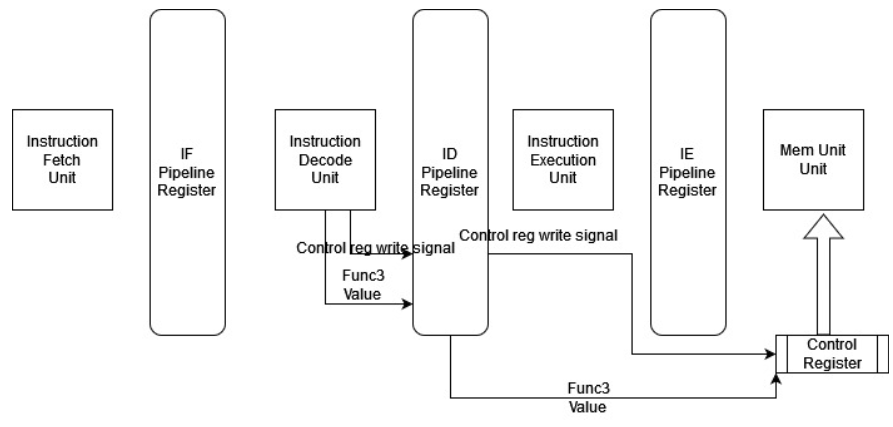 Instruction
Fetch
Unit
IF
Pipeline
Register
Instruction
Decode
Unit
ID
Pipeline
Register
Instruction
Execution
Unit
IE
Pipeline
Register
Mem Unit
Unit
Control reg write signal
Control reg write signal
Func3
Value
Control
Register
Func3
Value